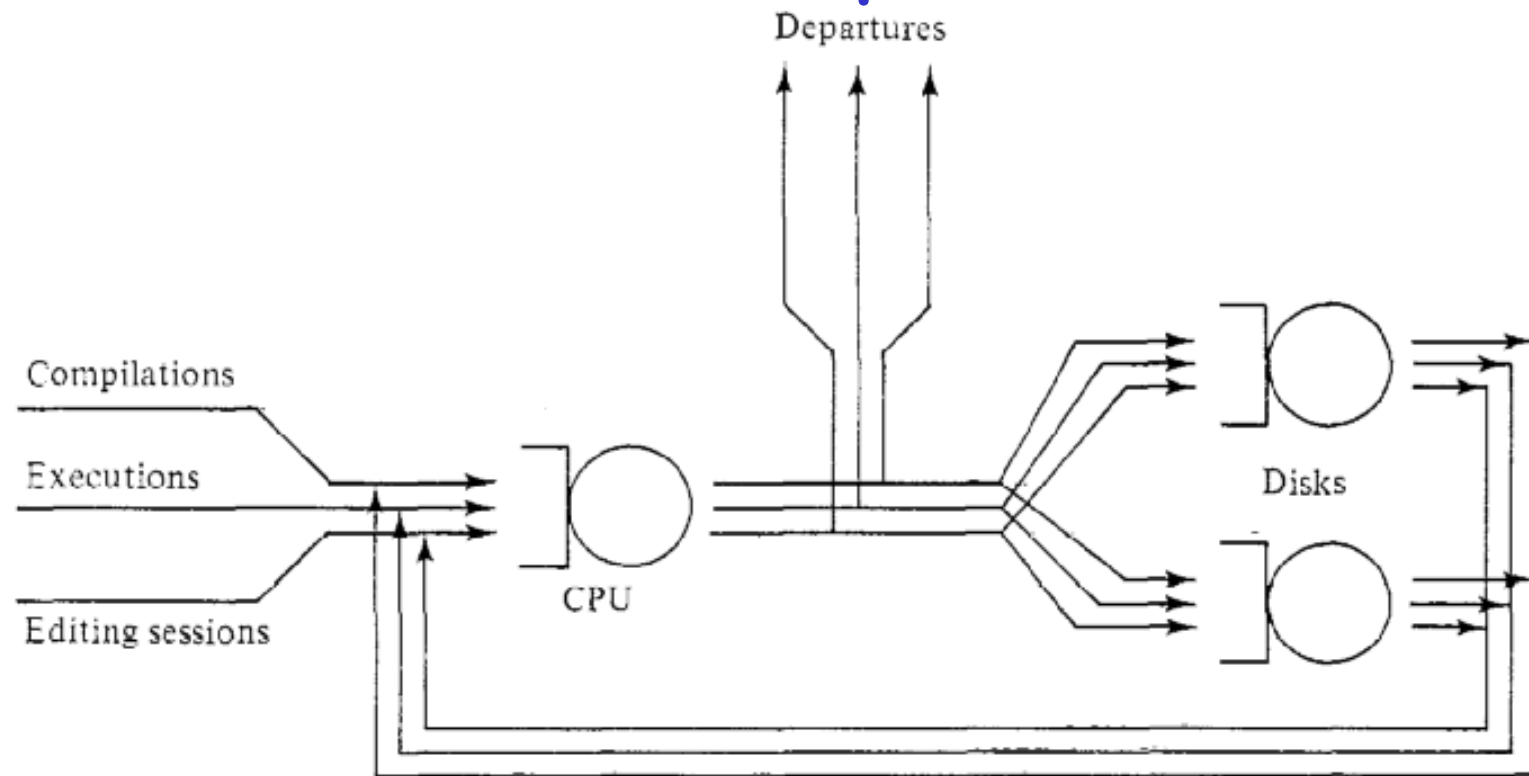 Departures
Compilations
Executions
Disks
CPU
Editing sessions